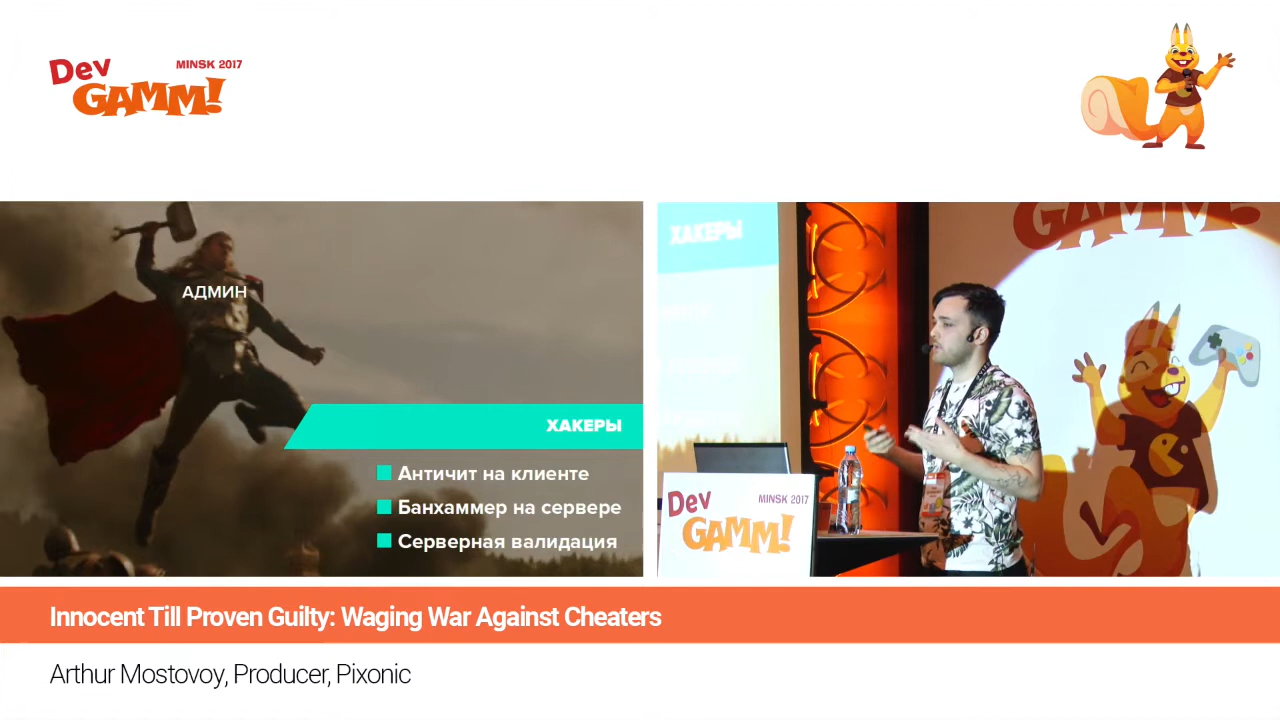 Dev
MINSK 2017
GAMM!
АДМИН
ХАКЕРЫ
Античит на клиенте
Банхаммер на сервере
Серверная валидация
ХАКЕРЫ
GAMM!
Dev
MINSK 2017
GAMM!
Innocent Till Proven Guilty: Waging War Against Cheaters
Arthur Mostovoy, Producer, Pixonic